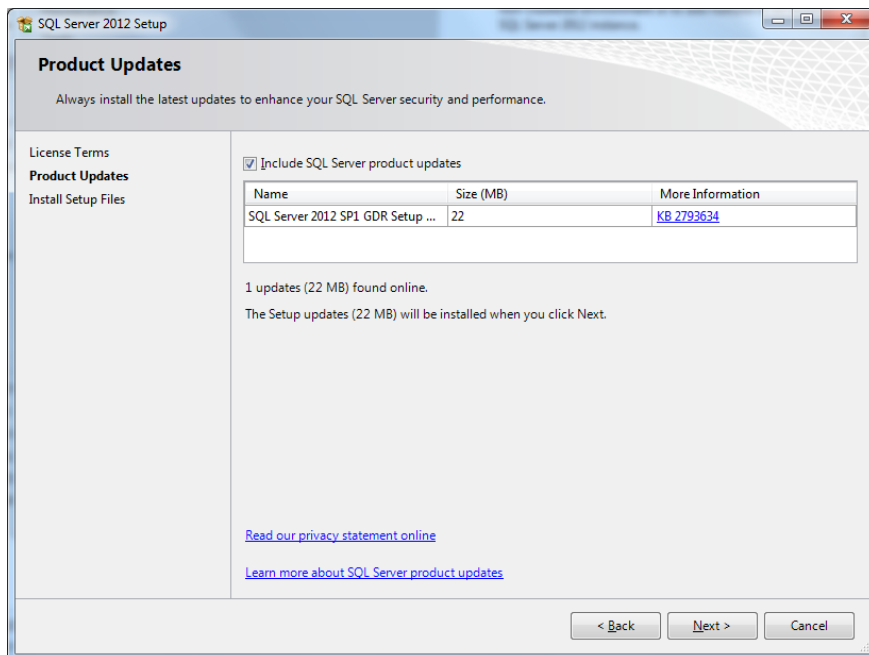 SQL Server 2012 Setup
Product Updates
Always install the latest updates to enhance your SQL Server security and performance.
License Terms
Product Updates
Install Setup Files
Include SQL Server product updates
Name Size (MB) More Information
SQL Server 2012 SP1 GDR Setup ... 22 KB 2793634
1 updates (22 MB) found online.
The Setup updates (22 MB) will be installed when you click Next.
Read our privacy statement online
Learn more about SQL Server product updates
< Back Next > Cancel